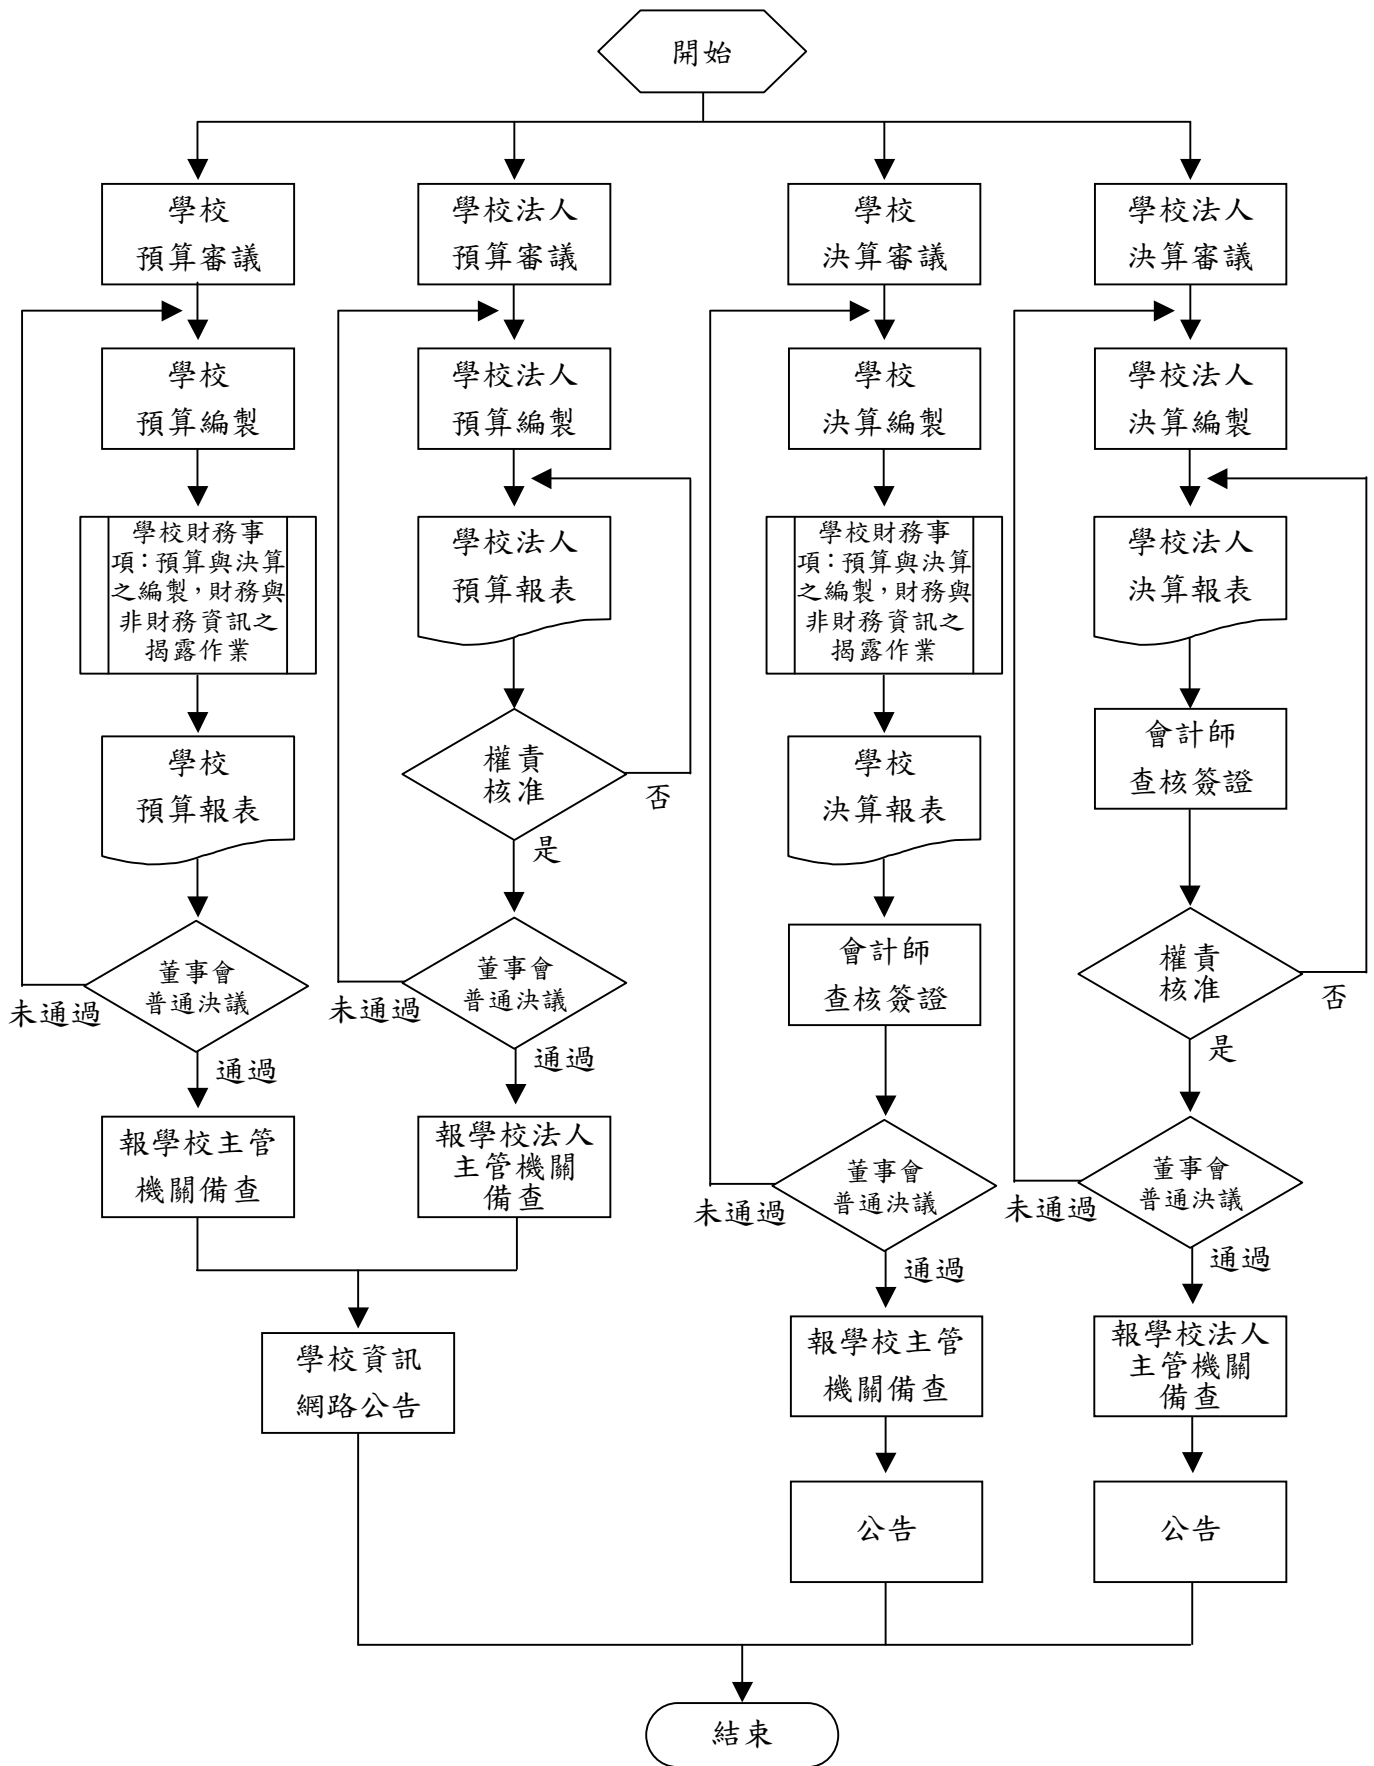 開始
學校
預算審議
學校法人
預算審議
學校
決算審議
學校法人
決算審議
學校
預算編製
學校法人
預算編製
學校
決算編製
學校法人
決算編製
學校財務事
項：預算與決算
之編製，財務與
非財務資訊之
揭露作業
學校法人
預算報表
學校財務事
項：預算與決算
之編製，財務與
非財務資訊之
揭露作業
學校法人
決算報表
學校
預算報表
權責
核准
否
是
學校
決算報表
會計師
查核簽證
董事會
普通決議
未通過
通過
董事會
普通決議
未通過
通過
會計師
查核簽證
權責
核准
否
是
報學校主管
機關備查
報學校法人
主管機關
備查
董事會
普通決議
未通過
通過
董事會
普通決議
未通過
通過
學校資訊
網路公告
報學校主管
機關備查
報學校法人
主管機關
備查
公告
公告
結束